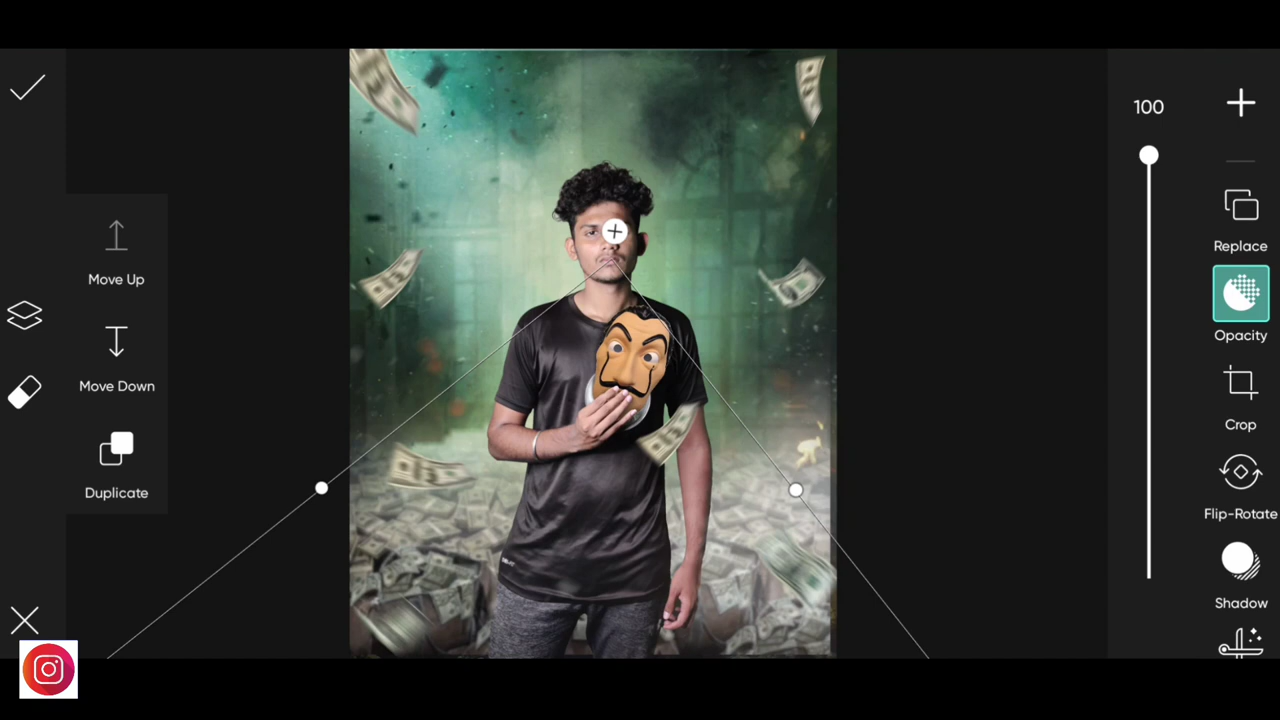 100
Move Up
Move Down
Duplicate
Replace
Opacity
Crop
Flip-Rotate
Shadow